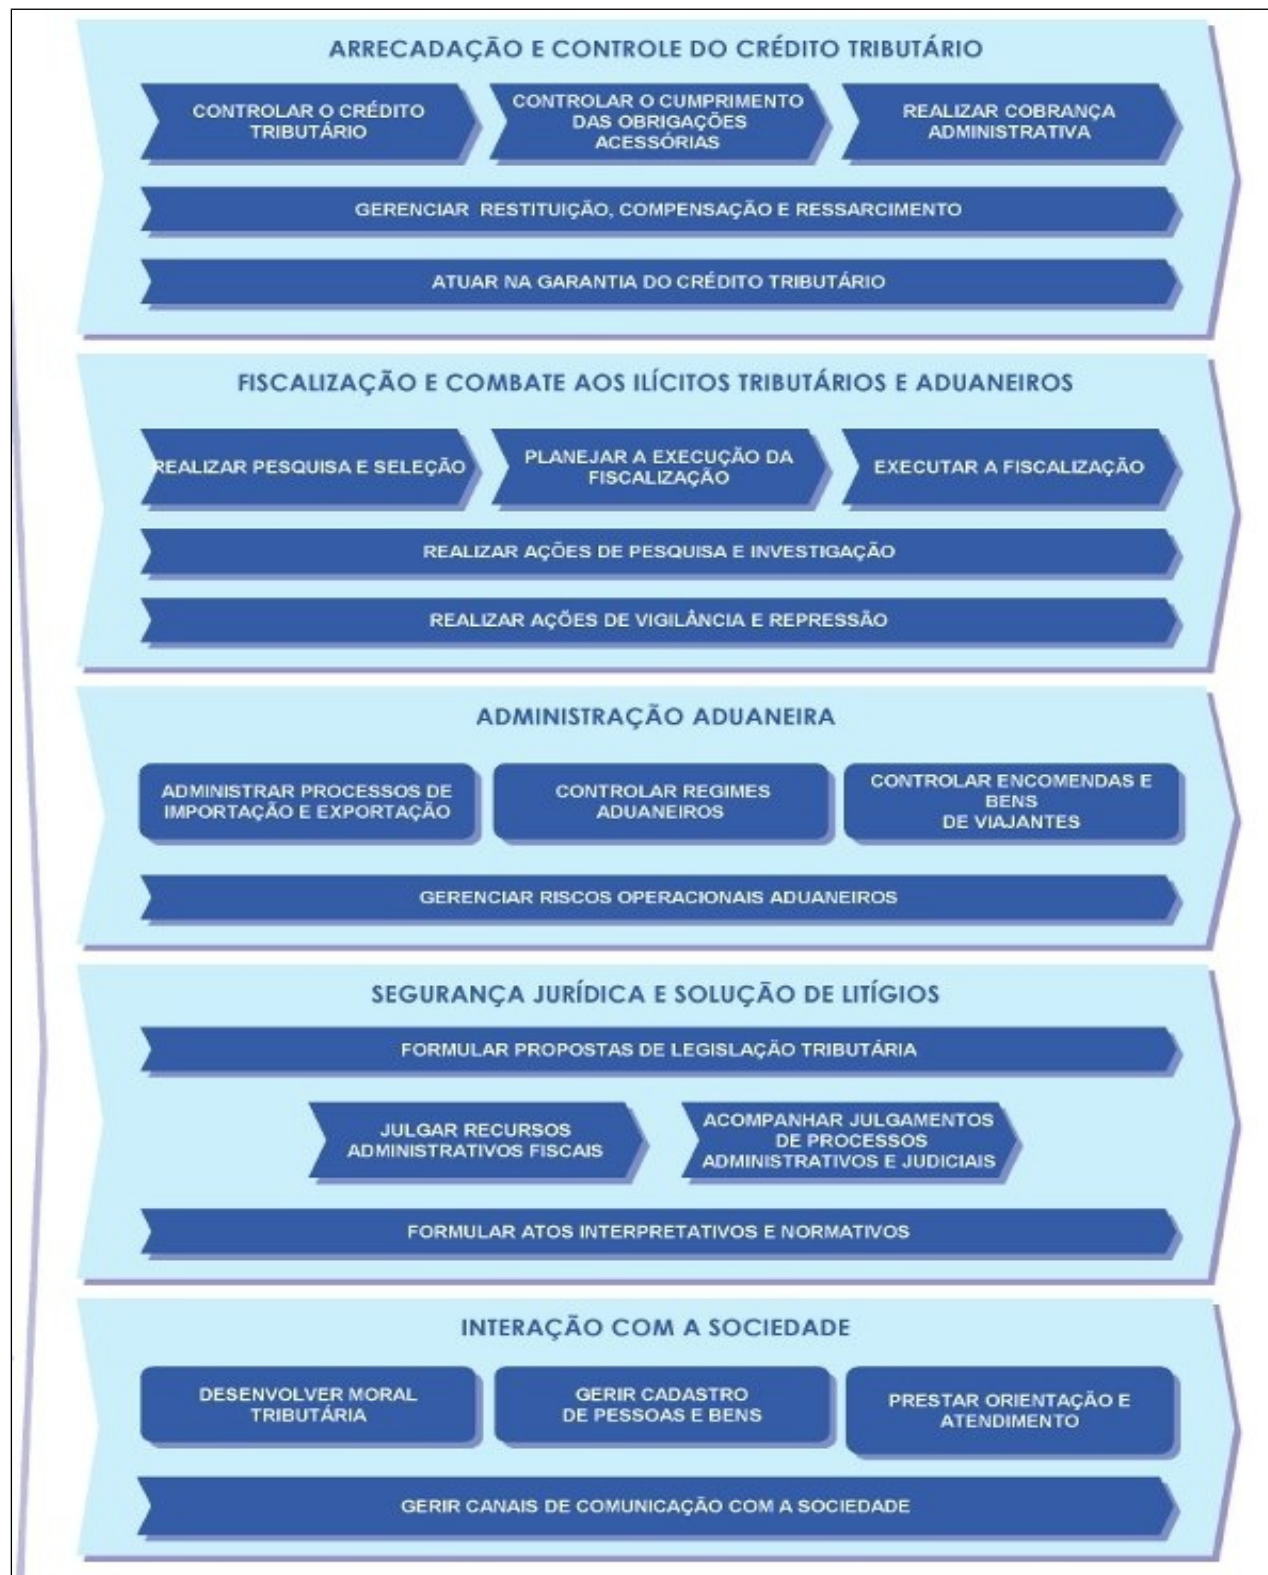 ARRECADAÇÃO E CONTROLE DO CRÉDITO TRIBUTÁRIO
CONTROLAR O CRÉDITO
TRIBUTÁRIO
CONTROLAR O CUMPRIMENTO
DAS OBRIGAÇÕES
ACESSÓRIAS
REALIZAR COBRANÇA
ADMINISTRATIVA
GERENCIAR RESTITUIÇÃO, COMPENSAÇÃO E RESSARCIMENTO
ATUAR NA GARANTIA DO CRÉDITO TRIBUTÁRIO
FISCALIZAÇÃO E COMBATE AOS ILÍCITOS TRIBUTÁRIOS E ADUANEIROS
REALIZAR PESQUISA E SELEÇÃO
PLANEJAR A EXECUÇÃO DA
FISCALIZAÇÃO
EXECUTAR A FISCALIZAÇÃO
REALIZAR AÇÕES DE PESQUISA E INVESTIGAÇÃO
REALIZAR AÇÕES DE VIGILÂNCIA E REPRESSÃO
ADMINISTRAÇÃO ADUANEIRA
ADMINISTRAR PROCESSOS DE
IMPORTAÇÃO E EXPORTAÇÃO
CONTROLAR REGIMES
ADUANEIROS
CONTROLAR ENCOMENDAS E
BENS
DE VIAJANTES
GERENCIAR RISCOS OPERACIONAIS ADUANEIROS
SEGURANÇA JURÍDICA E SOLUÇÃO DE LITÍGIOS
FORMULAR PROPOSTAS DE LEGISLAÇÃO TRIBUTÁRIA
JULGAR RECURSOS
ADMINISTRATIVOS FISCAIS
ACOMPANHAR JULGAMENTOS
DE PROCESSOS
ADMINISTRATIVOS E JUDICIAIS
FORMULAR ATOS INTERPRETATIVOS E NORMATIVOS
INTERAÇÃO COM A SOCIEDADE
DESENVOLVER MORAL
TRIBUTÁRIA
GERIR CADASTRO
DE PESSOAS E BENS
PRESTAR ORIENTAÇÃO E
ATENDIMENTO
GERIR CANAIS DE COMUNICAÇÃO COM A SOCIEDADE